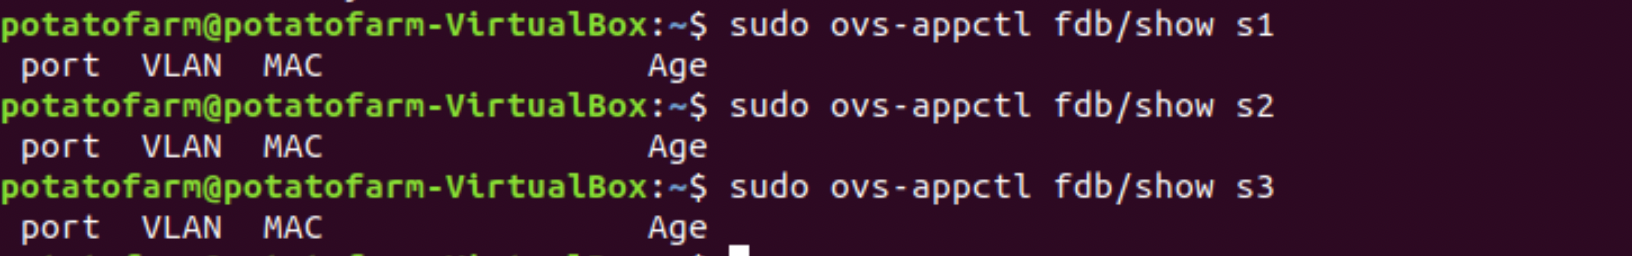 potatofarm@potatofarm-VirtualBox:~$ sudo ovs-appctl fdb/show s1
 port  VLAN  MAC                Age
potatofarm@potatofarm-VirtualBox:~$ sudo ovs-appctl fdb/show s2
 port  VLAN  MAC                Age
potatofarm@potatofarm-VirtualBox:~$ sudo ovs-appctl fdb/show s3
 port  VLAN  MAC                Age